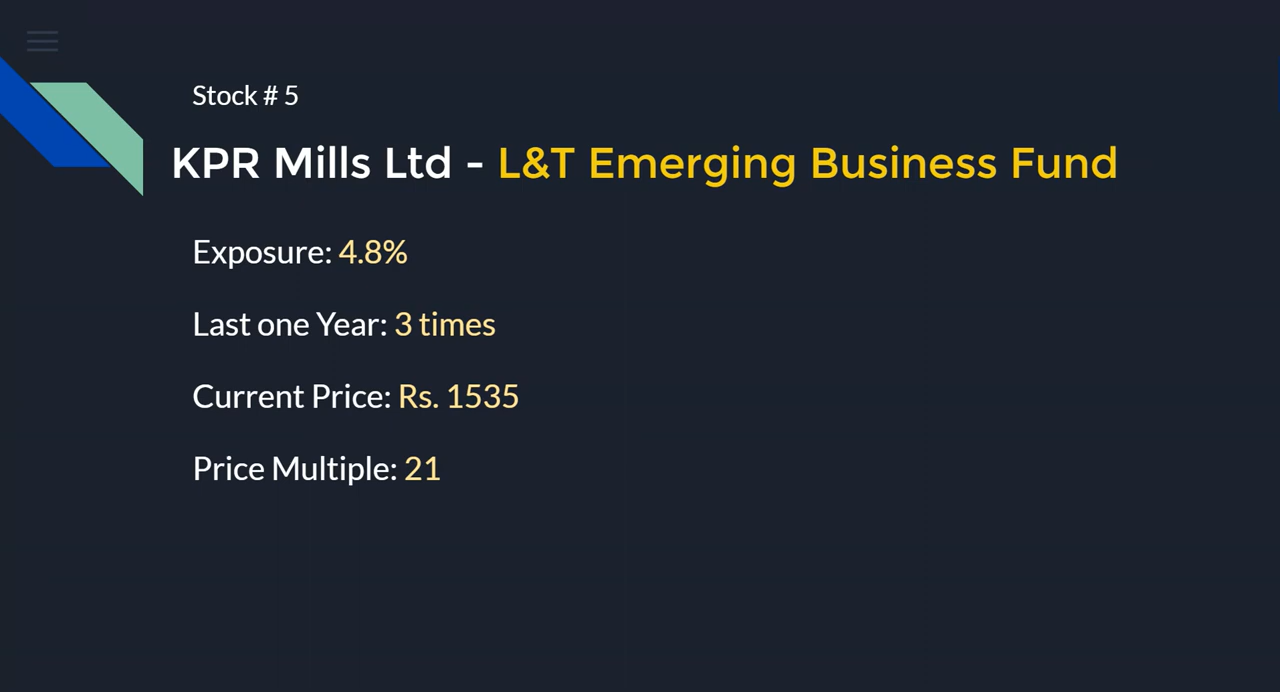 Stock # 5
KPR Mills Ltd - L&T Emerging Business Fund
Exposure: 4.8%
Last one Year: 3 times
Current Price: Rs. 1535
Price Multiple: 21